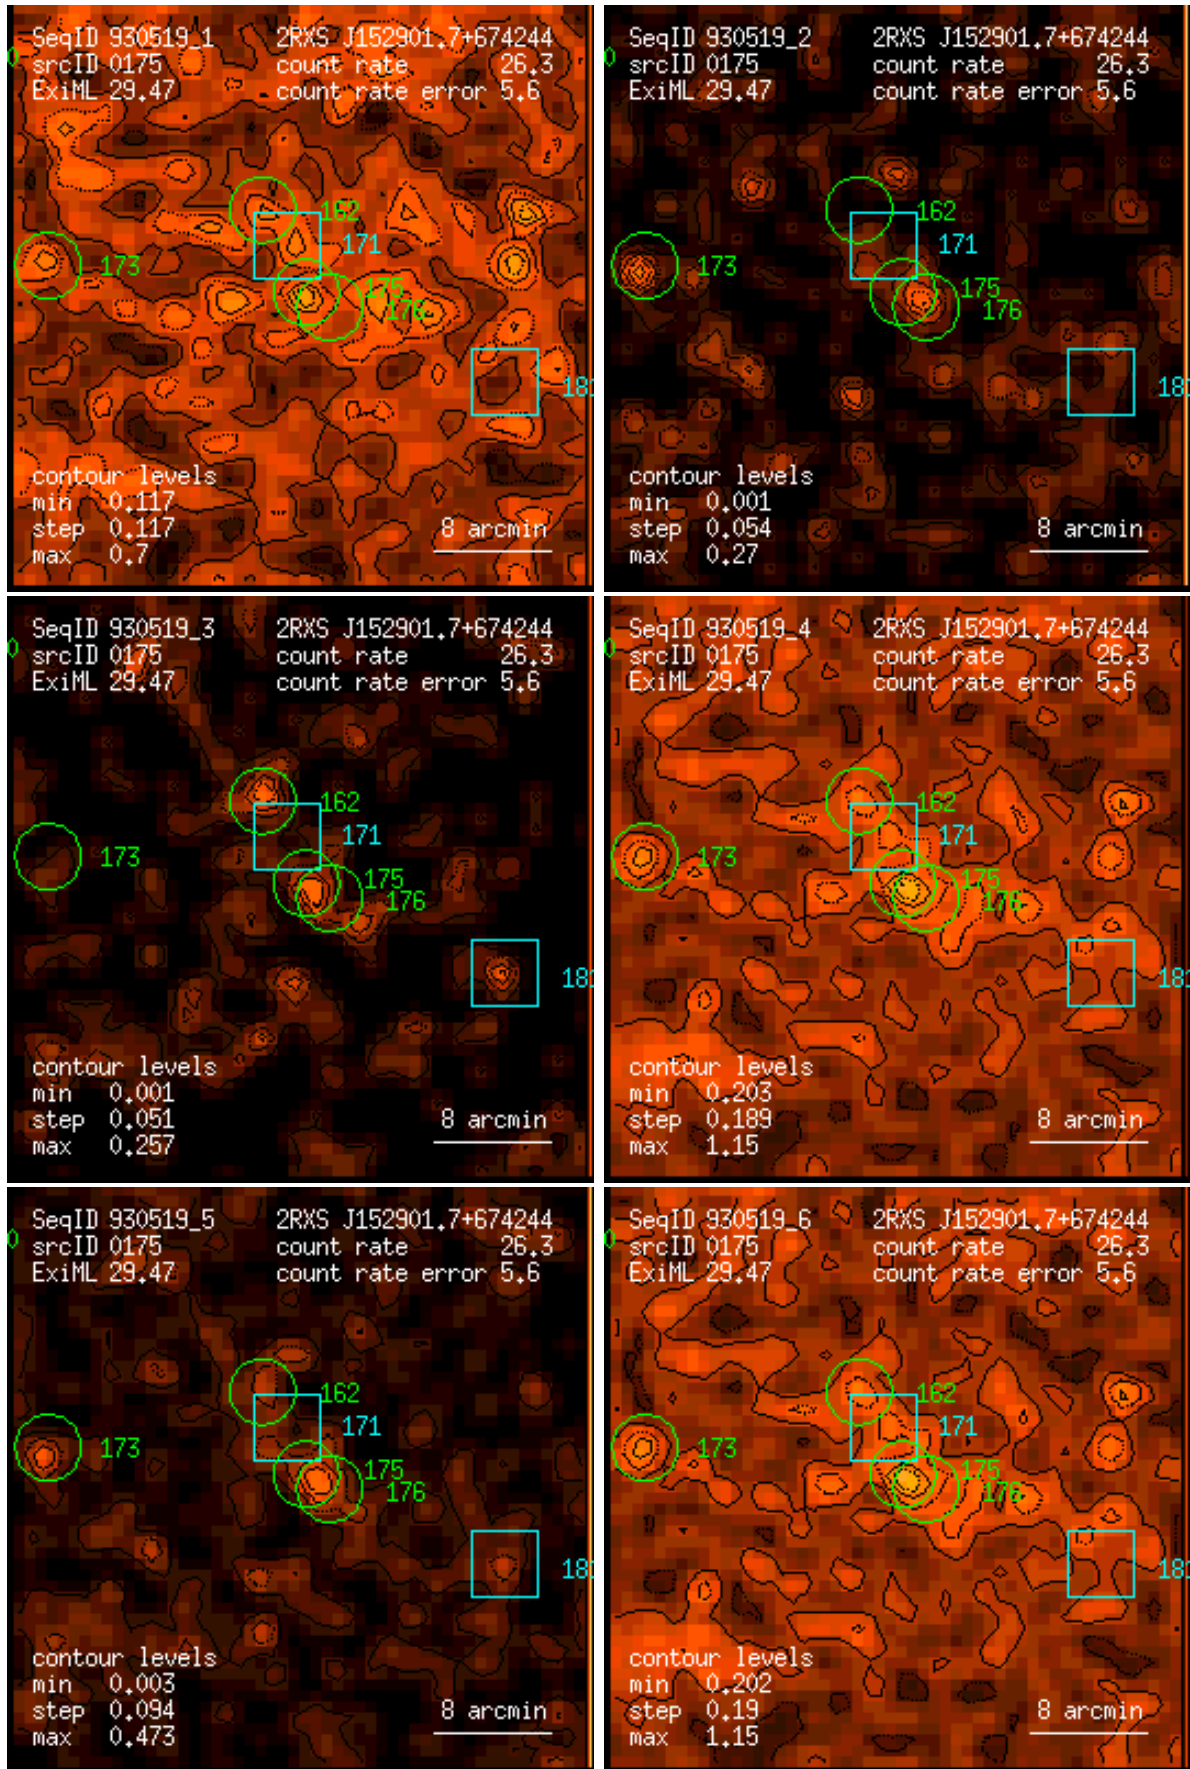 SeqID 930519_1 2RXS J152901.7+674244
srcID 0175 count rate 26.3
ExiML 29.47 count rate error 5.6
162
171
173
175
176
181
contour levels
min 0.117
step 0.117
max 0.7
8 arcmin
SeqID 930519_2 2RXS J152901.7+674244
0
srcID 0175 count rate 26.3
ExiML 29.47 count rate error 5.6
162
171
173
175
176
181
contour levels
min 0.001
step 0.054
max 0.27
8 arcmin
SeqID 930519_3 2RXS J152901.7+674244
0
srcID 0175 count rate 26.3
ExiML 29.47 count rate error 5.6
162
171
173
175
176
181
contour levels
min 0.001
step 0.051
max 0.257
8 arcmin
SeqID 930519_4 2RXS J152901.7+674244
0
srcID 0175 count rate 26.3
ExiML 29.47 count rate error 5.6
162
171
173
175
176
181
contour levels
min 0.203
step 0.189
max 1.15
8 arcmin
SeqID 930519_5 2RXS J152901.7+674244
0
srcID 0175 count rate 26.3
ExiML 29.47 count rate error 5.6
162
171
173
175
176
181
contour levels
min 0.003
step 0.094
max 0.473
8 arcmin
SeqID 930519_6 2RXS J152901.7+674244
0
srcID 0175 count rate 26.3
ExiML 29.47 count rate error 5.6
162
171
173
175
176
181
contour levels
min 0.202
step 0.19
max 1.15
8 arcmin